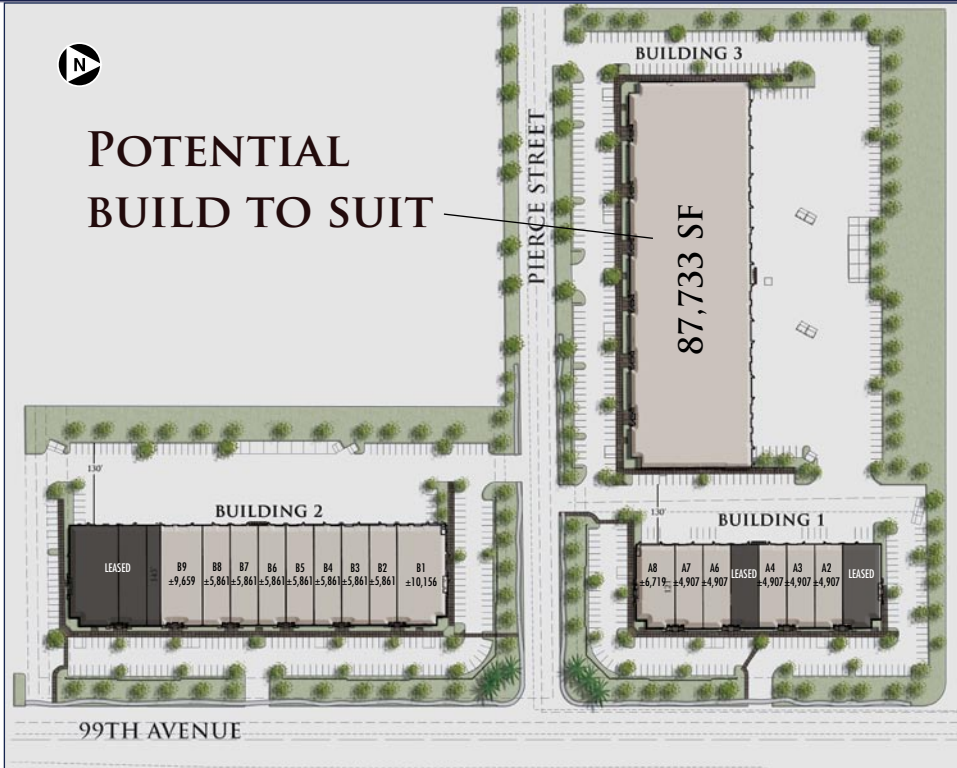 N
POTENTIAL
BUILD TO SUIT
BUILDING 3
PIERCE STREET
87,733 SF
130'
BUILDING 2
LEASED
B9
±9,659
B8
±5,861
B7
±5,861
B6
±5,861
B5
±5,861
B4
±5,861
B3
±5,861
B2
±5,861
B1
±10,156
130'
BUILDING 1
A8
±6,719
A7
±4,907
A6
±4,907
LEASED
A4
±4,907
A3
±4,907
A2
±4,907
LEASED
99TH AVENUE